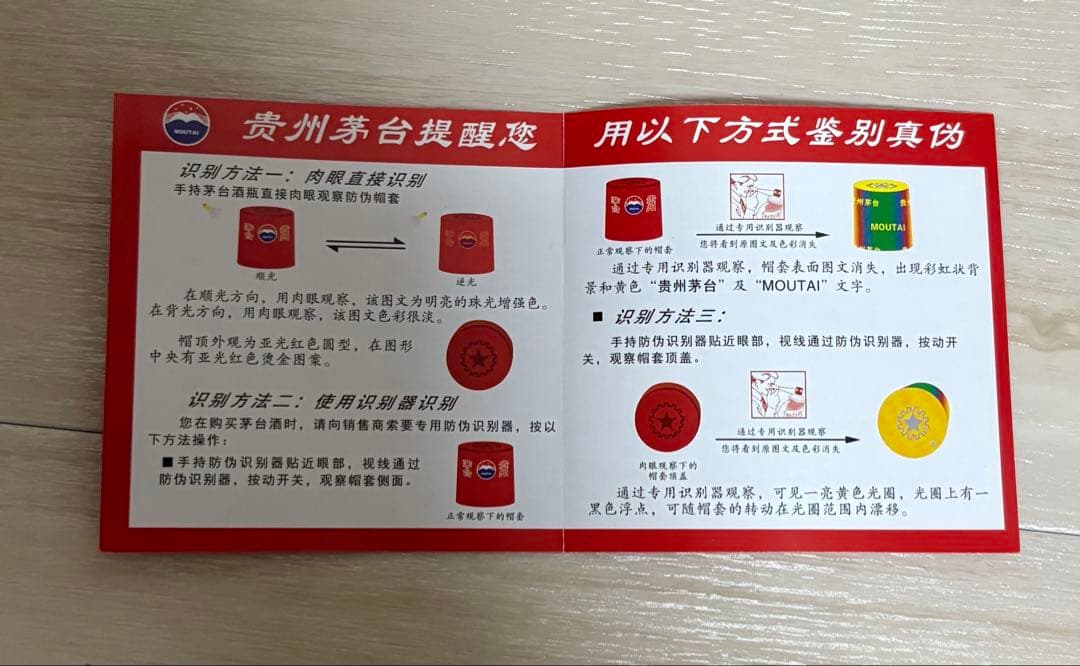 MOUTAI
贵州茅台提醒您
识别方法一：肉眼直接识别
手持茅台酒瓶直接肉眼观察防伪帽套
顺光
逆光
在顺光方向，用肉眼观察，该图文为明亮的珠光增强色。
在背光方向，用肉眼观察，该图文色彩很淡。
帽顶外观为亚光红色圆型，在图形
中央有亚光红色烫金图案。
识别方法二：使用识别器识别
您在购买茅台酒时，请向销售商索要专用防伪识别器，按以
下方法操作：
■手持防伪识别器贴近眼部，视线通过
防伪识别器，按动开关，观察帽套侧面。
正常观察下的帽套
用以下方式鉴别真伪
正常观察下的帽套
通过专用识别器观察
您将看到原图文及色彩消失
州茅台 贵
MOUTAI
州茅台
通过专用识别器观察，帽套表面图文消失，出现彩虹状背
景和黄色“贵州茅台”及“MOUTAI”文字。
■ 识别方法三：
手持防伪识别器贴近眼部，视线通过防伪识别器，按动开
关，观察帽套顶盖。
肉眼观察下的
帽套顶盖
通过专用识别器观察
您将看到原图文及色彩消失
通过专用识别器观察，可见一亮黄色光圈，光圈上有一
黑色浮点，可随帽套的转动在光圈范围内漂移。